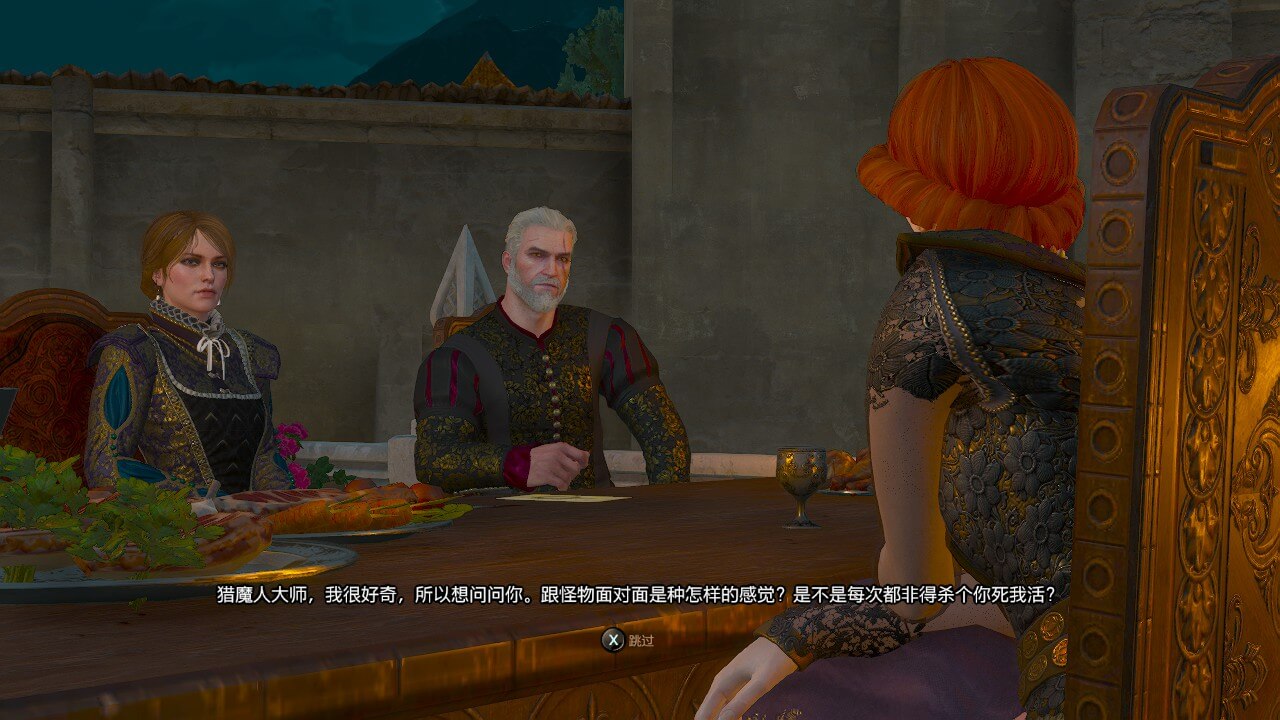 猎魔人大师，我很好奇，所以想问问你。跟怪物面对面是种怎样的感觉？是不是每次都非得杀个你死我活？
X 跳过